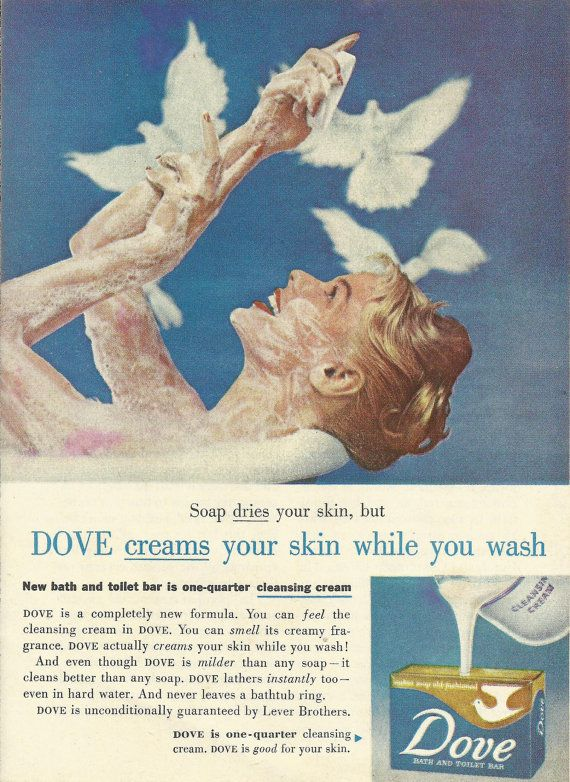 Soap dries your skin, but
DOVE creams your skin while you wash
New bath and toilet bar is one-quarter cleansing cream
DOVE is a completely new formula. You can feel the
cleansing cream in DOVE. You can smell its creamy fra-
grance. DOVE actually creams your skin while you wash!
And even though DOVE is milder than any soap—it
cleans better than any soap. DOVE lathers instantly too—
even in hard water. And never leaves a bathtub ring.
DOVE is unconditionally guaranteed by Lever Brothers.
DOVE is one-quarter cleansing
cream. DOVE is good for your skin.
CLEANSING
CREAM
makes soap old-fashioned!
Dove
BATH AND TOILET BAR
Dove